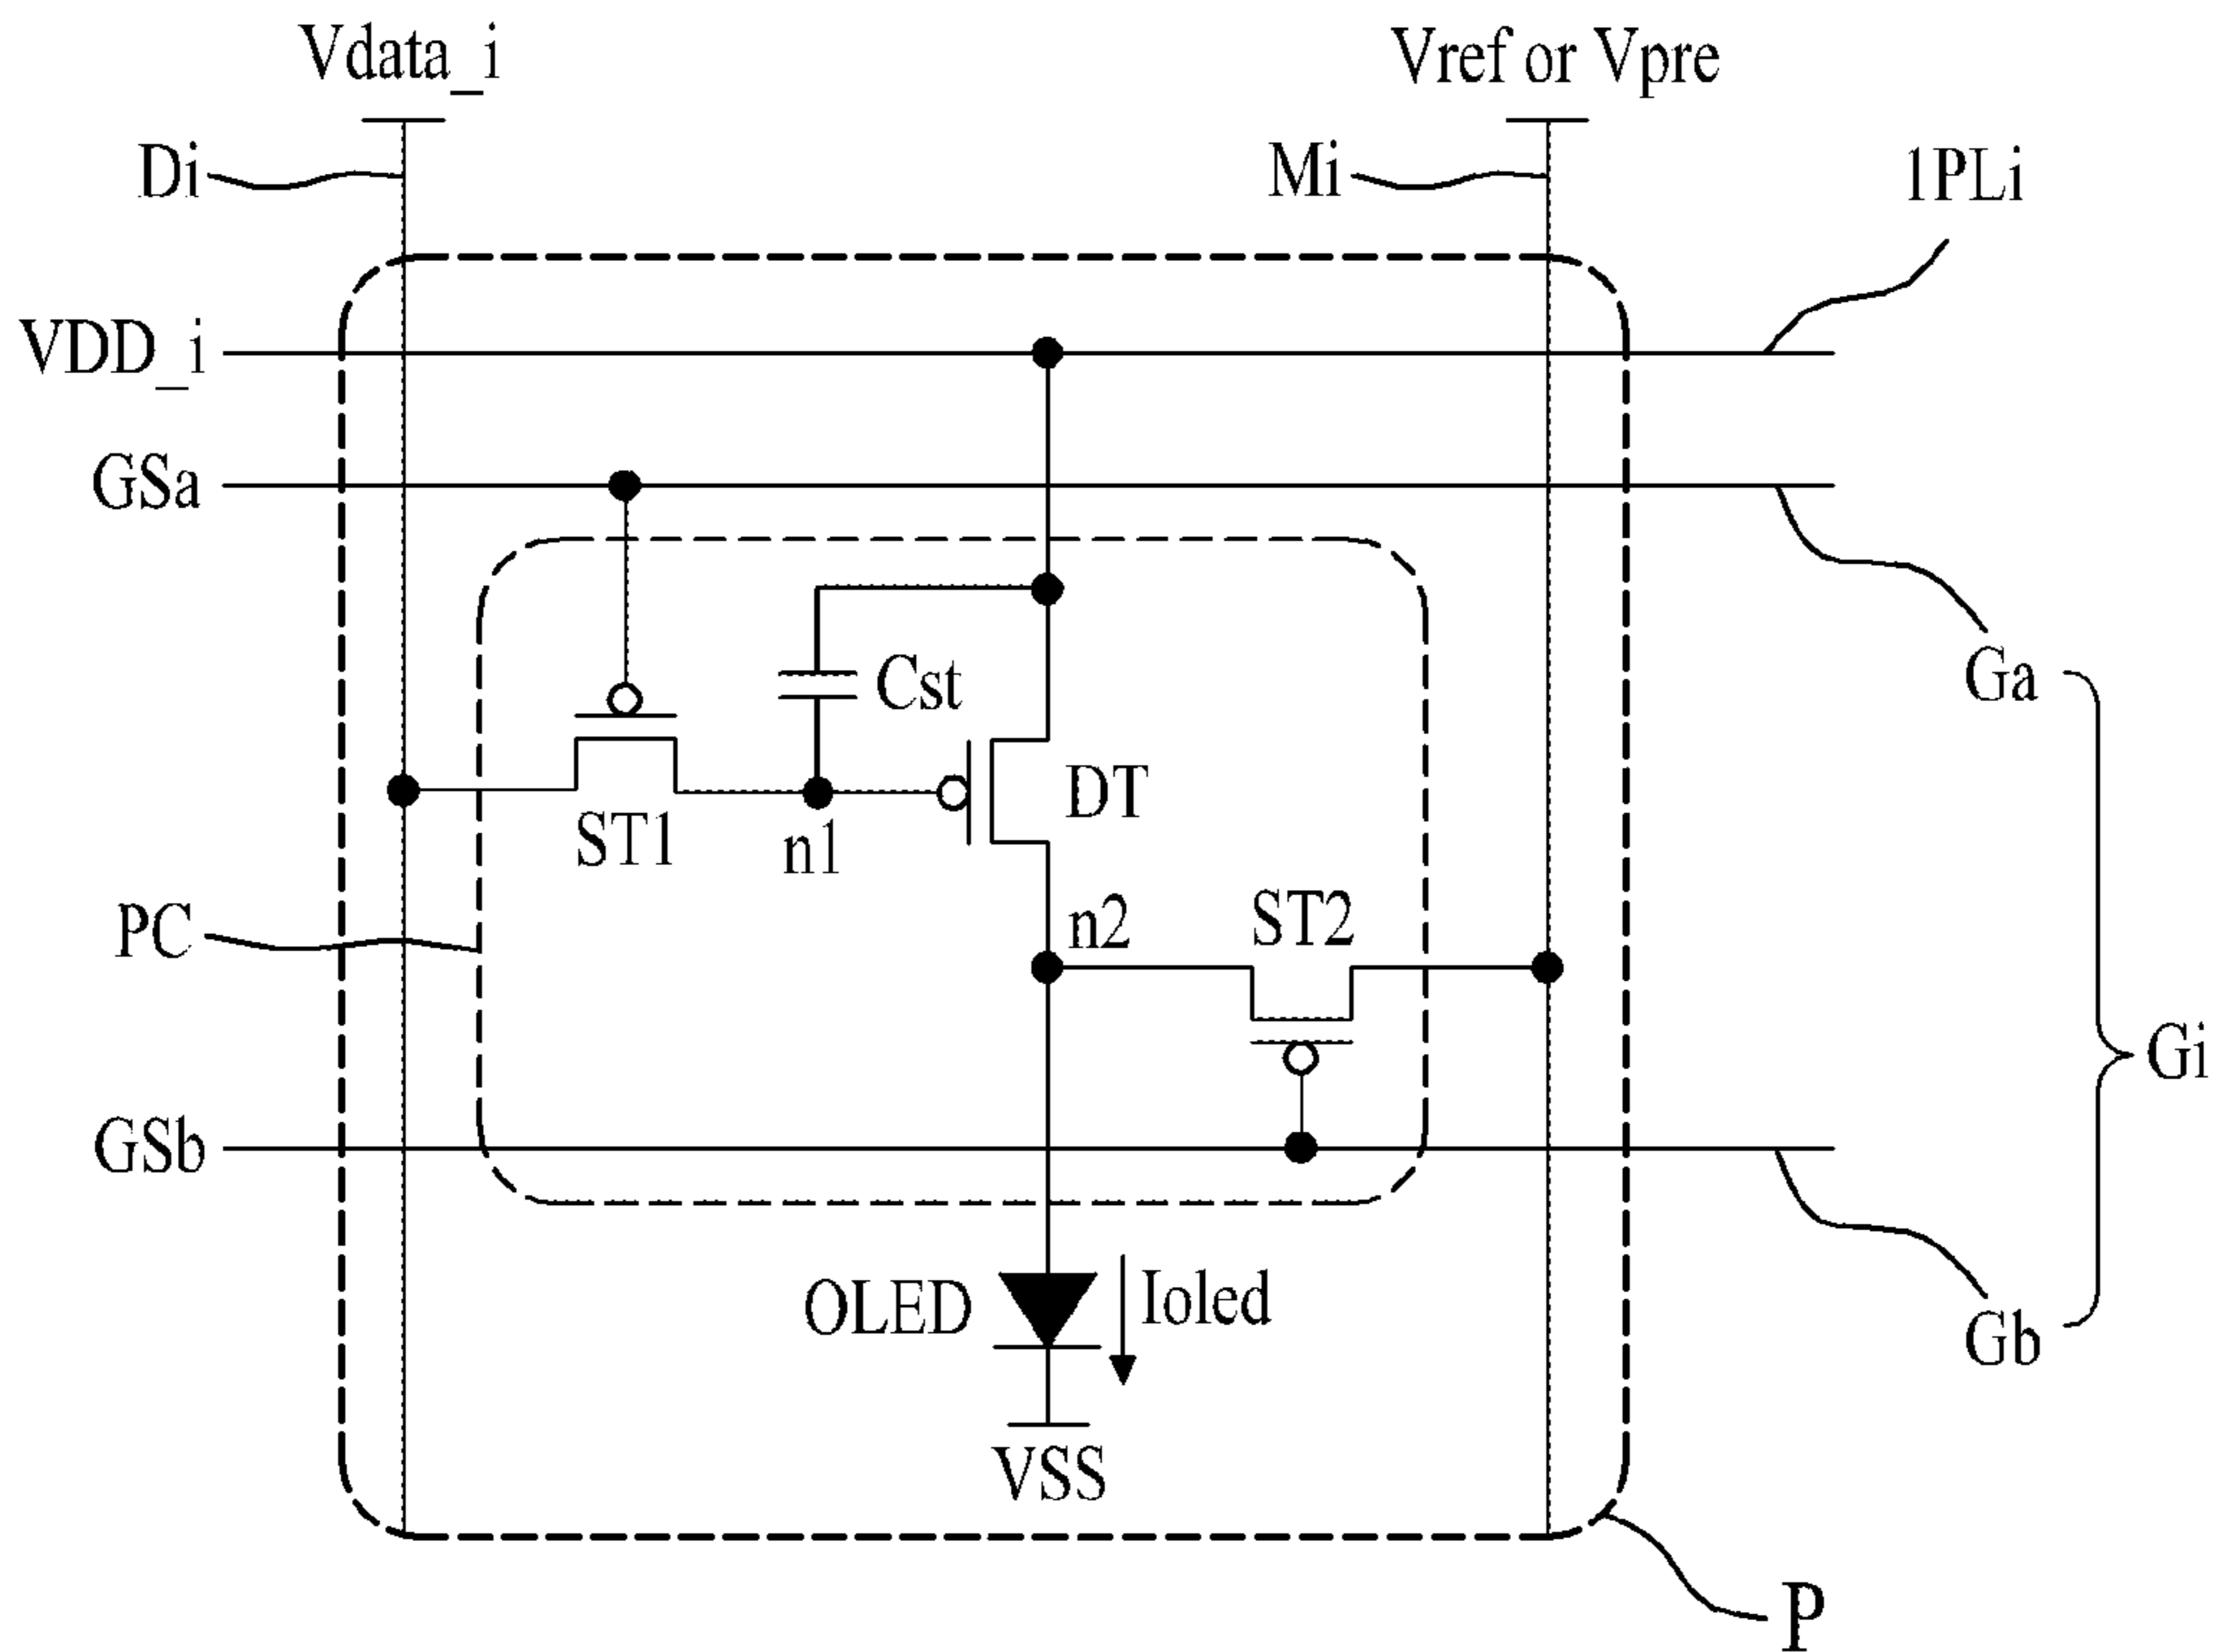 Vdata_i
Vref or Vpre
Di
Mi
1PLi
VDD_i
GSa
Ga
Cst
DT
ST1
n1
PC
n2
ST2
Gi
GSb
OLED
Ioled
Gb
VSS
P